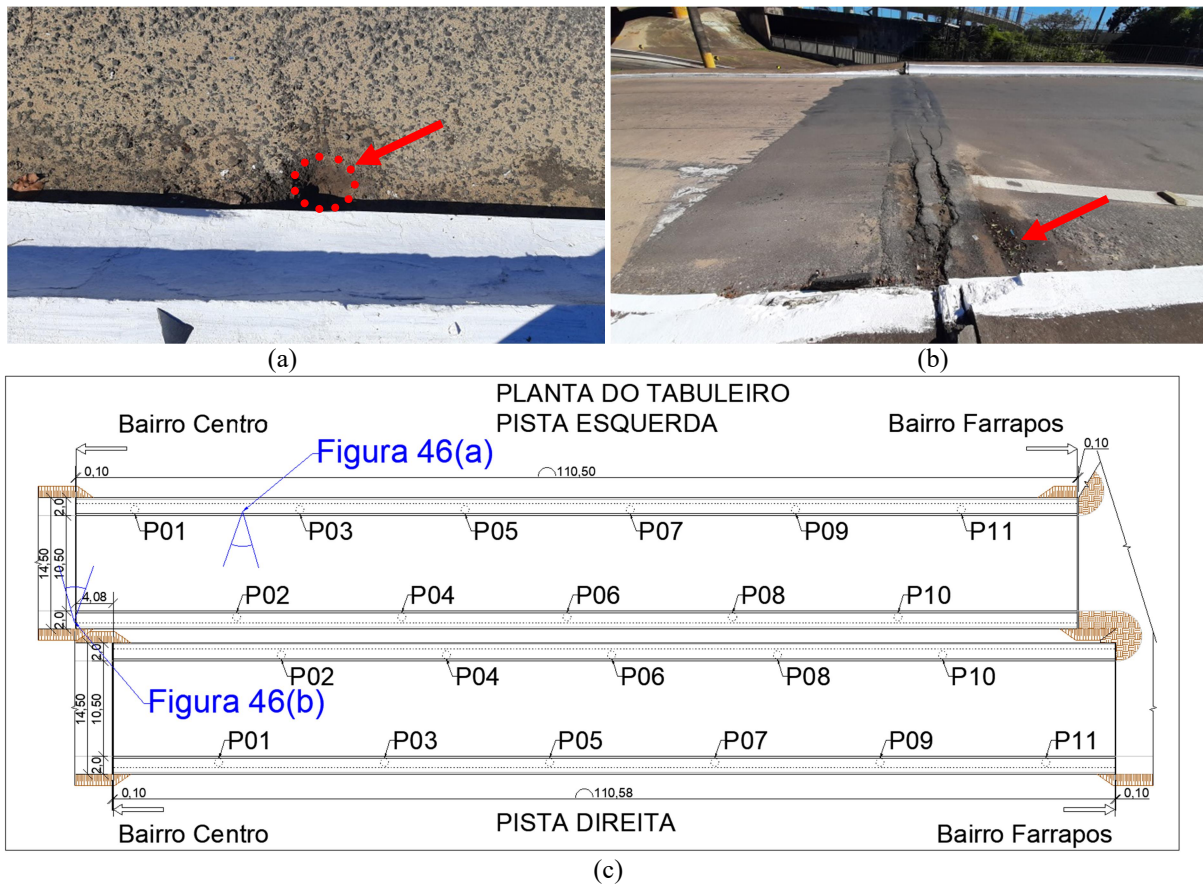 (a)
(b)
PLANTA DO TABULEIRO
PISTA ESQUERDA
Bairro Centro
Bairro Farrapos
Figura 46(a)
0,10
110,50
0,10
P01
P03
P05
P07
P09
P11
2,0
14,50
10,50
2,0
4,08
P02
P04
P06
P08
P10
2,0
14,50
10,50
2,0
P02
P04
P06
P08
P10
Figura 46(b)
P01
P03
P05
P07
P09
P11
0,10
110,58
0,10
Bairro Centro
PISTA DIREITA
Bairro Farrapos
(c)